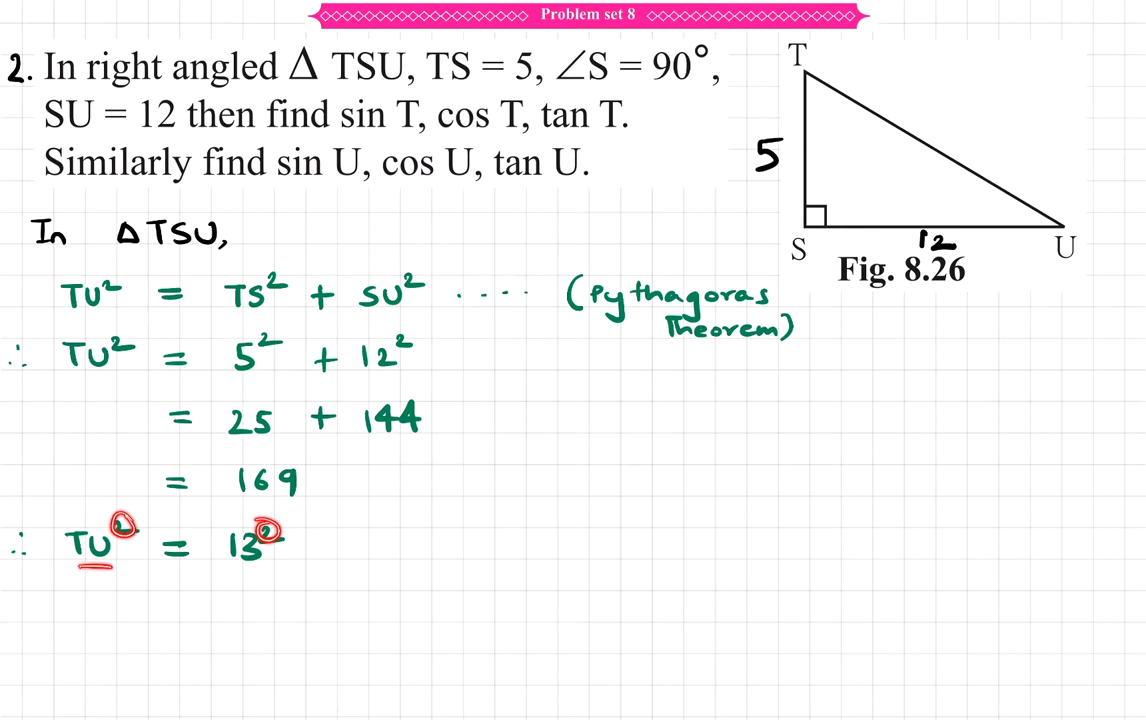 Problem set 8
2. In right angled Δ TSU, TS = 5, ∠S = 90°,
SU = 12 then find sin T, cos T, tan T.
Similarly find sin U, cos U, tan U.
T
5
S
12
U
Fig. 8.26
In Δ TSU,
TU² = TS² + SU² .... (Pythagoras
Theorem)
∴ TU² = 5² + 12²
= 25 + 144
= 169
∴ TU² = 13²